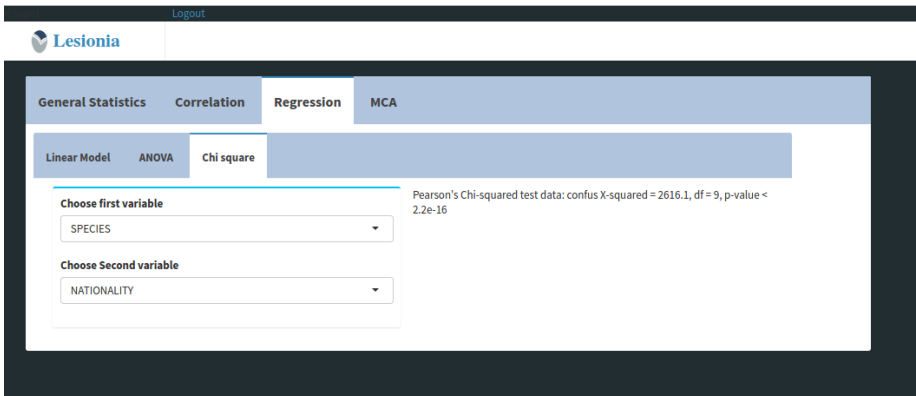 Logout
Lesionia
General Statistics Correlation Regression MCA
Linear Model ANOVA Chi square
Choose first variable
SPECIES
Choose Second variable
NATIONALITY
Pearson's Chi-squared test data: confus X-squared = 2616.1, df = 9, p-value <
2.2e-16